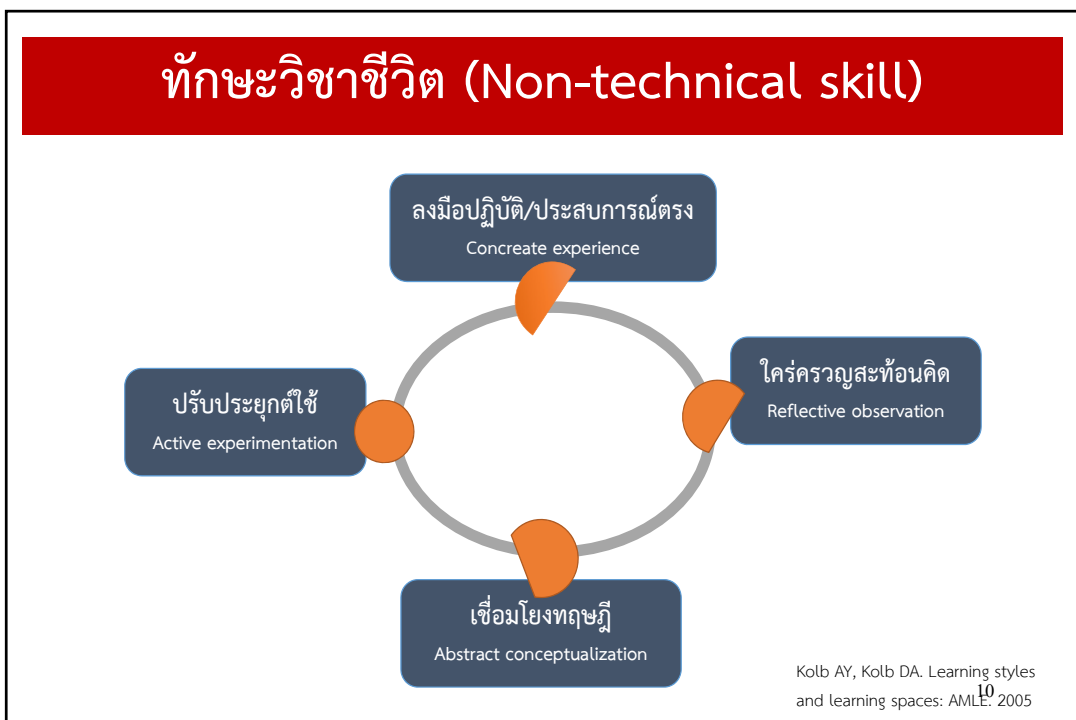 ทักษะวิชาชีวิต (Non-technical skill)
ลงมือปฏิบัติ/ประสบการณ์ตรง
Concreate experience
ใคร่ครวญสะท้อนคิด
Reflective observation
ปรับประยุกต์ใช้
Active experimentation
เชื่อมโยงทฤษฎี
Abstract conceptualization
Kolb AY, Kolb DA. Learning styles
and learning spaces: AMLE. 2005
10